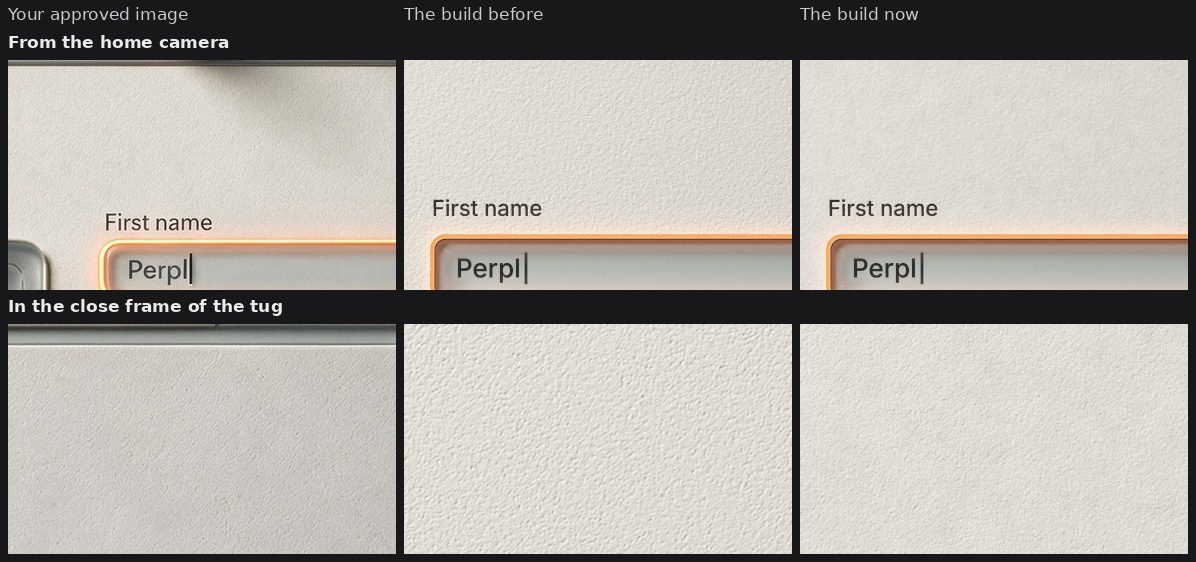 Your approved image
The build before
The build now
From the home camera
First name
Perpl
First name
Perpl
First name
Perpl
In the close frame of the tug